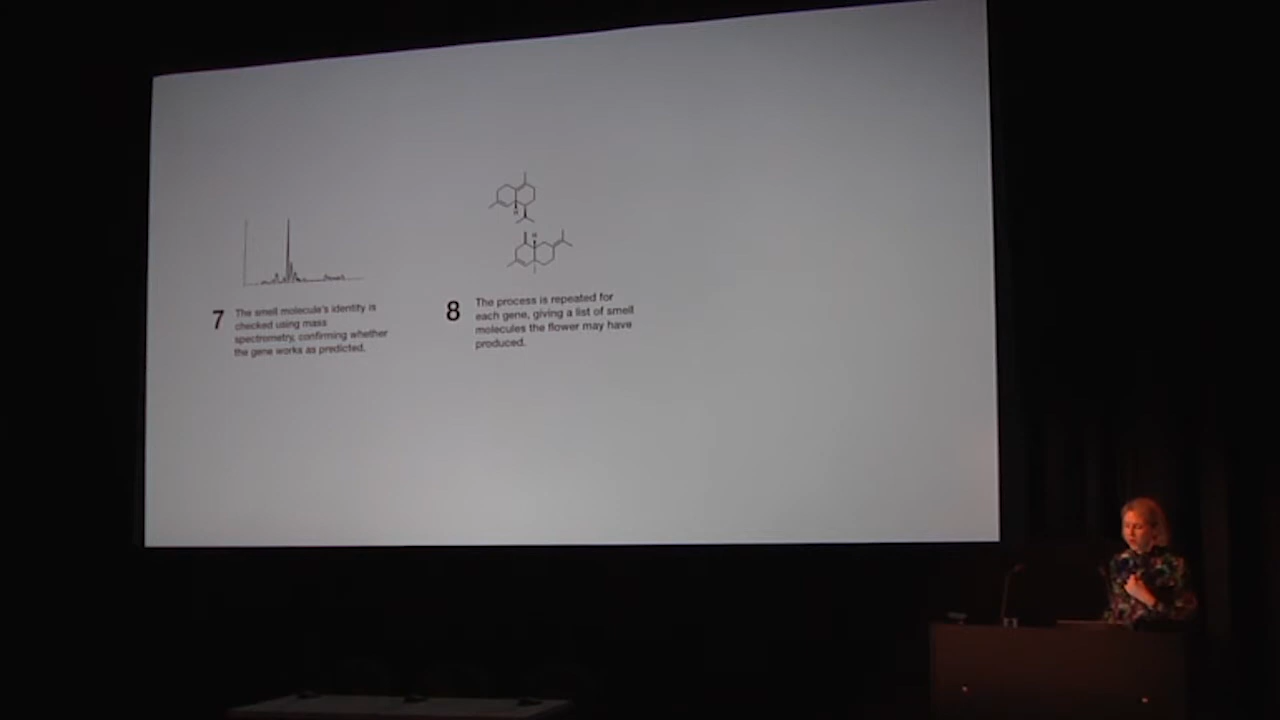 7
The smell molecule's identity is
checked using mass
spectrometry, confirming whether
the gene works as predicted.
H
H
8
The process is repeated for
each gene, giving a list of smell
molecules the flower may have
produced.